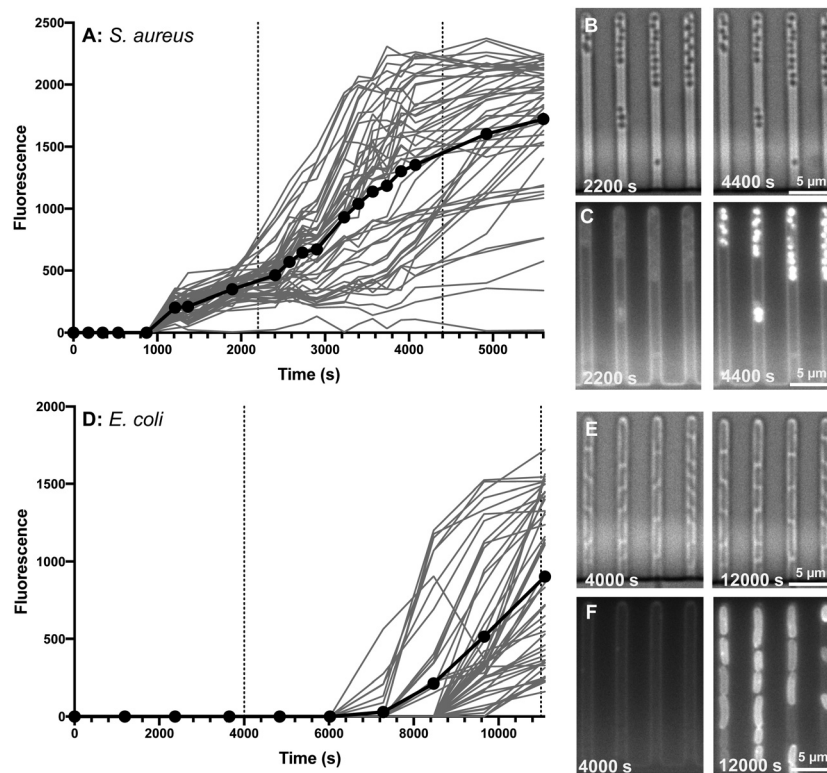 A: S. aureus
2500
2000
1500
1000
500
0
Fluorescence
0 1000 2000 3000 4000 5000
Time (s)
B
2200 s
4400 s
5 µm
C
2200 s
4400 s
5 µm
D: E. coli
2000
1500
1000
500
0
Fluorescence
0 2000 4000 6000 8000 10000
Time (s)
E
4000 s
12000 s
5 µm
F
4000 s
12000 s
5 µm